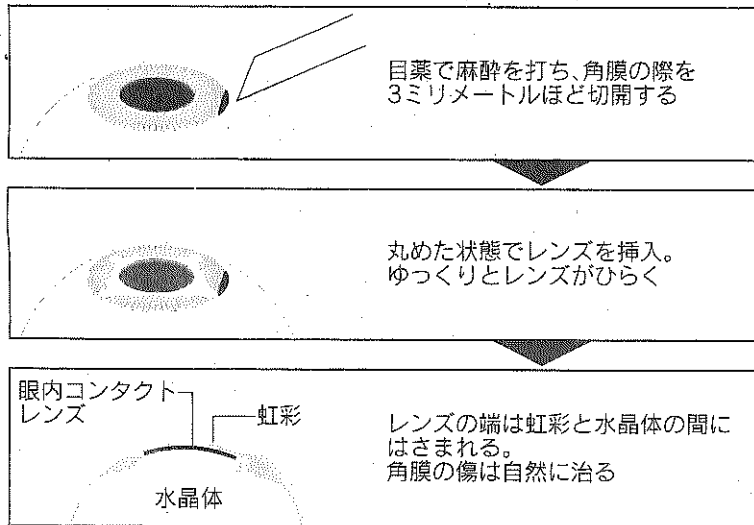 目薬で麻酔を打ち、角膜の際を
3ミリメートルほど切開する
丸めた状態でレンズを挿入。
ゆっくりとレンズがひらく
眼内コンタクト
レンズ
虹彩
水晶体
レンズの端は虹彩と水晶体の間に
はさまれる。
角膜の傷は自然に治る